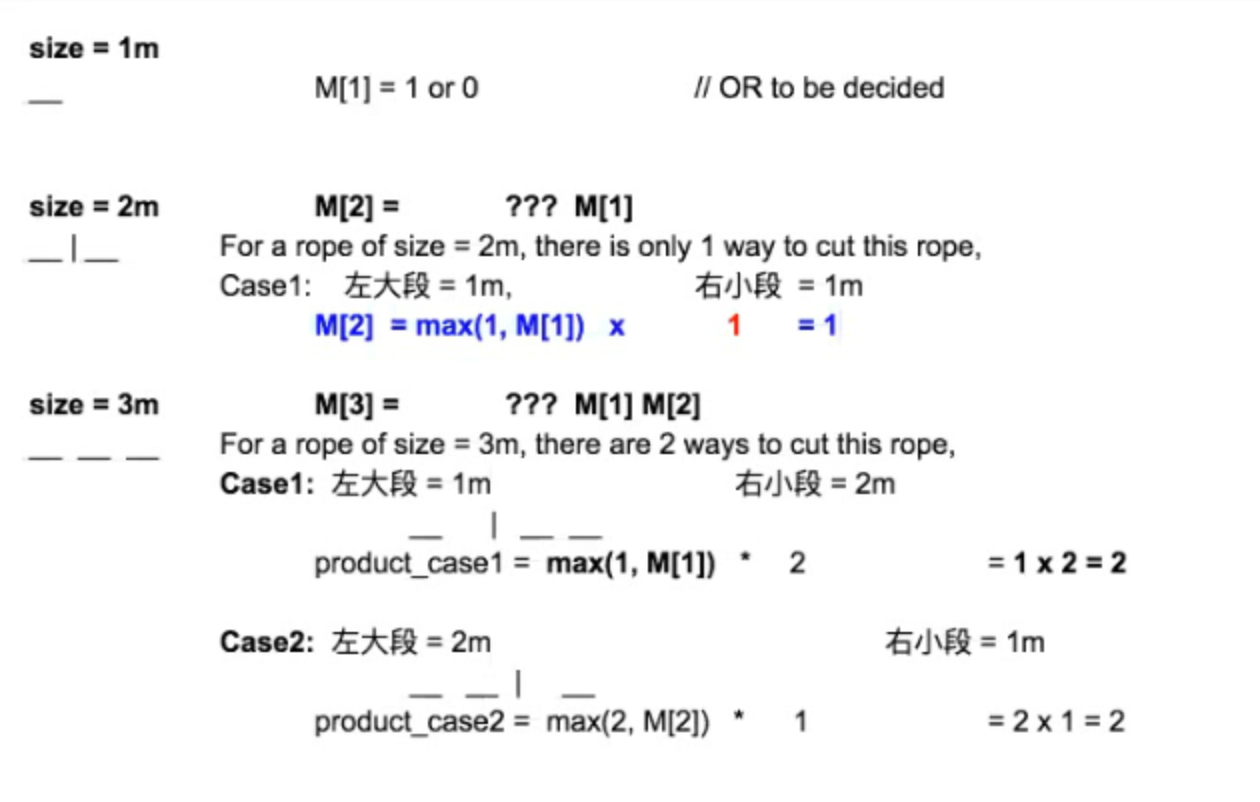 size = 1m
M[1] = 1 or 0 // OR to be decided
size = 2m M[2] = ??? M[1]
__|__ For a rope of size = 2m, there is only 1 way to cut this rope,
Case1: 左大段 = 1m, 右小段 = 1m
M[2] = max(1, M[1]) x 1 = 1
size = 3m M[3] = ??? M[1] M[2]
__ __ __ For a rope of size = 3m, there are 2 ways to cut this rope,
Case1: 左大段 = 1m 右小段 = 2m
__ | __ __
product_case1 = max(1, M[1]) * 2 = 1 x 2 = 2
Case2: 左大段 = 2m 右小段 = 1m
__ __ | __
product_case2 = max(2, M[2]) * 1 = 2 x 1 = 2